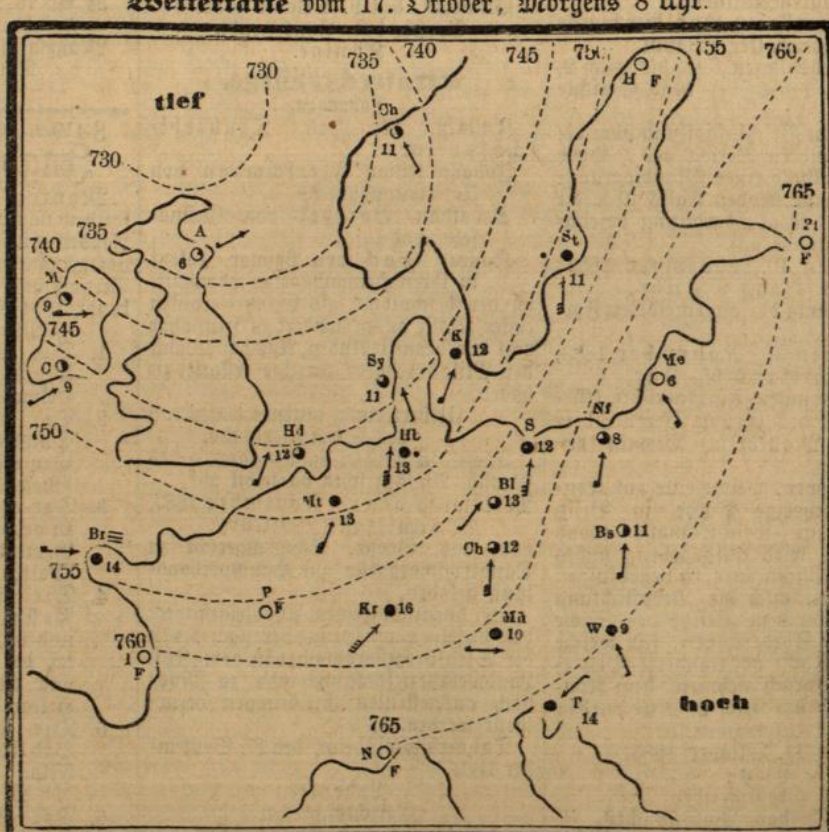 Wetterkarte vom 17. Oktober, Morgens 8 Uhr.
730 735 740 745 750 755 760
tief
H F
Ch
11
730
765
740 735 A St
F
6 11
M
9
745
K 12
C Sy Me
9 11 6
750 Hd Hb S Nf
12 13 12 8
Mt Bl
13 13
Br Ch 12 Bs 11
755 14
P
F Kr 16
Mü W 9
760 10
I
F
hoch
T
765 14
N
F